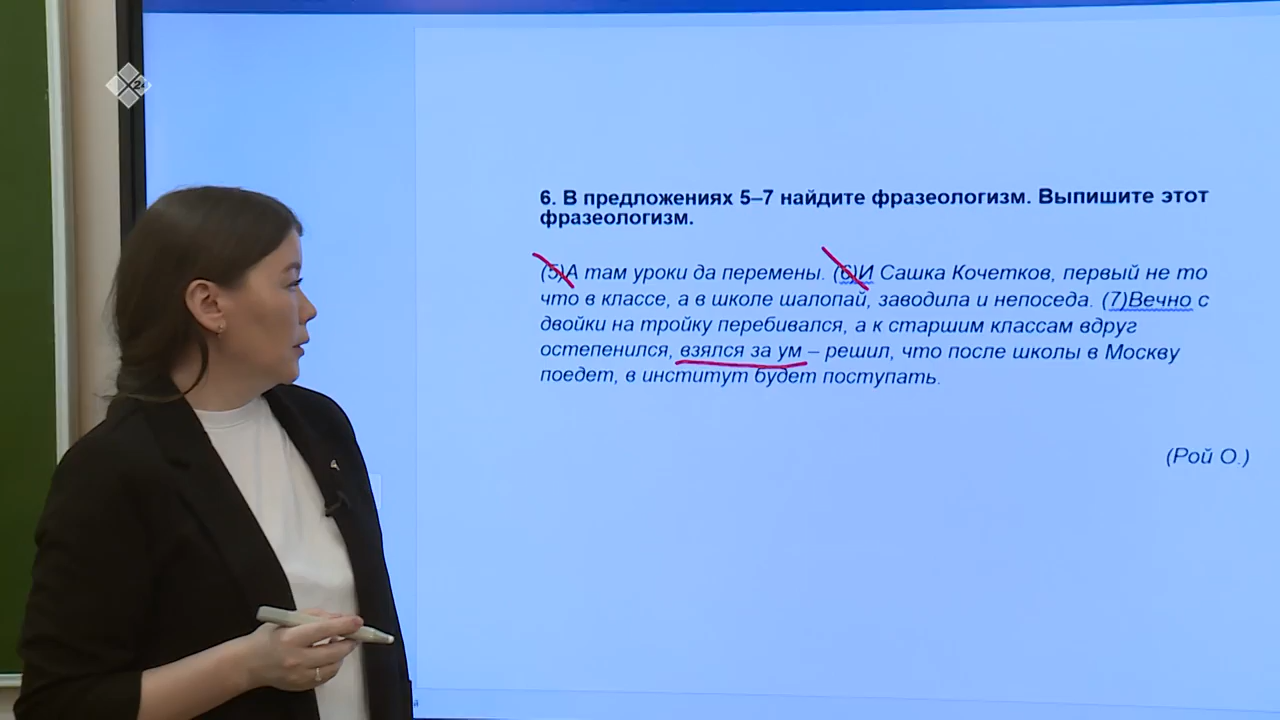 24
6. В предложениях 5–7 найдите фразеологизм. Выпишите этот
фразеологизм.
(5)А там уроки да перемены. (6)И Сашка Кочетков, первый не то
что в классе, а в школе шалопай, заводила и непоседа. (7)Вечно с
двойки на тройку перебивался, а к старшим классам вдруг
остепенился, взялся за ум – решил, что после школы в Москву
поедет, в институт будет поступать.
(Рой О.)